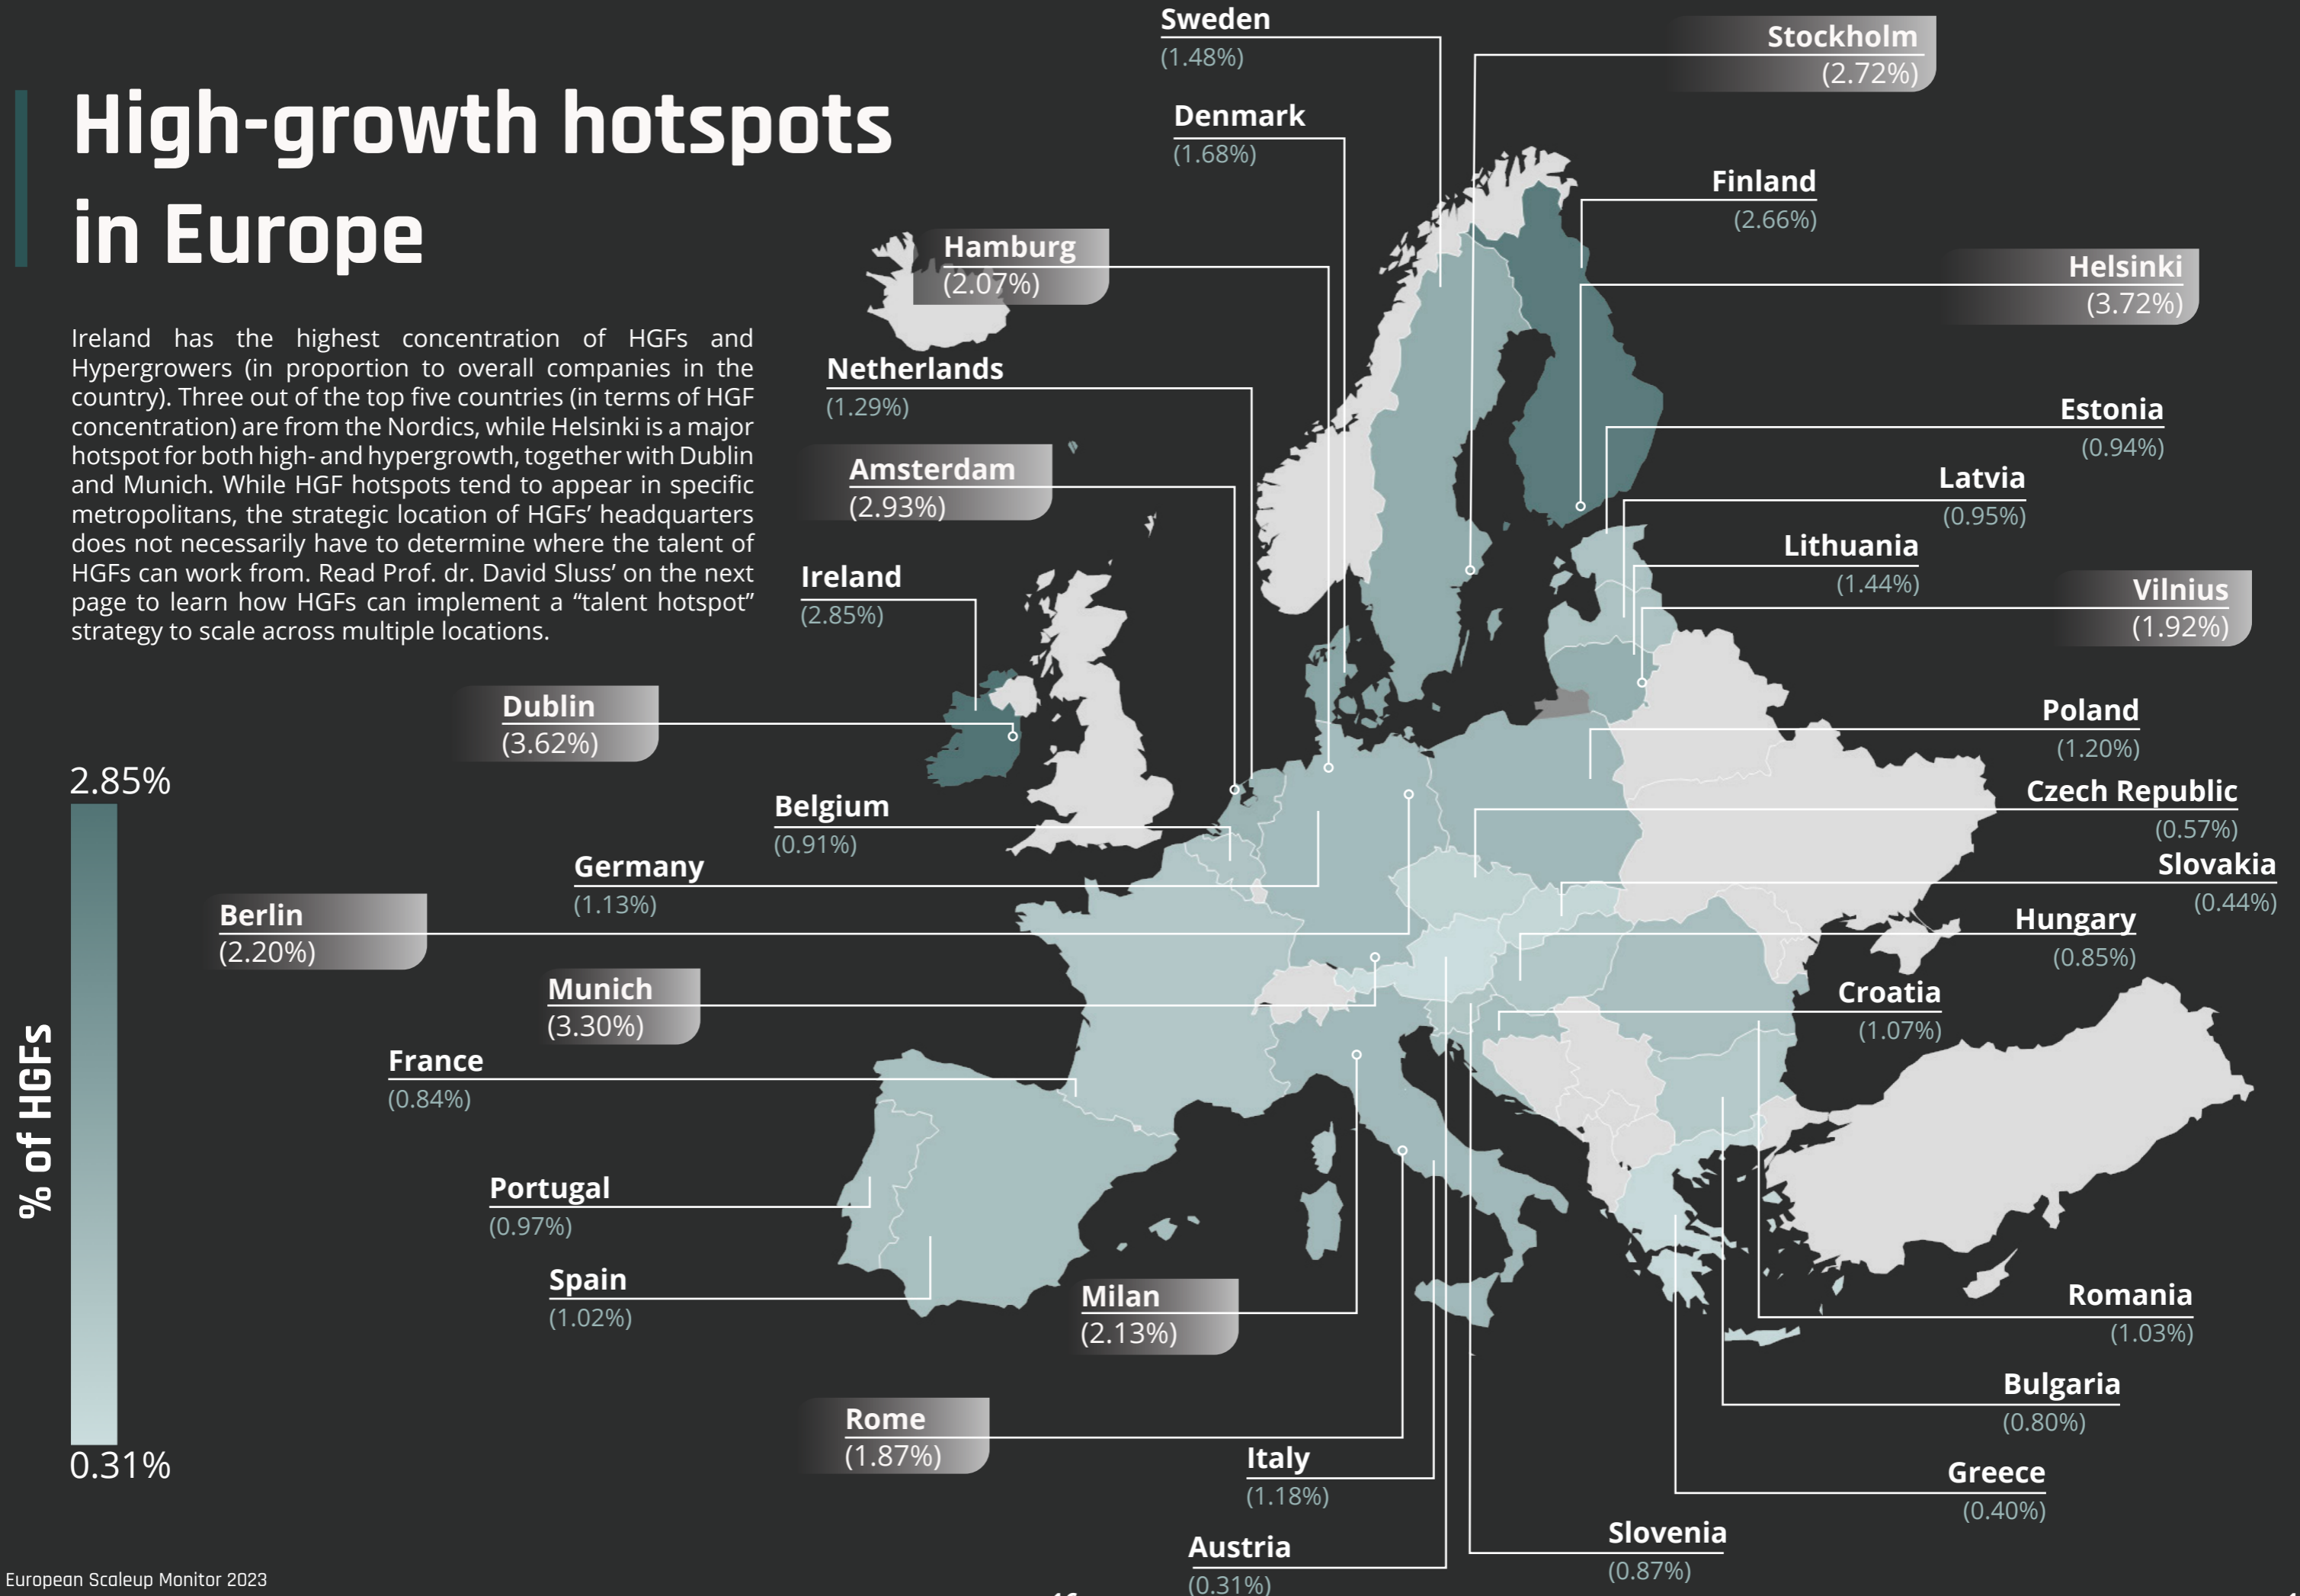 High-growth hotspots
in Europe
Ireland has the highest concentration of HGFs and
Hypergrowers (in proportion to overall companies in the
country). Three out of the top five countries (in terms of HGF
concentration) are from the Nordics, while Helsinki is a major
hotspot for both high- and hypergrowth, together with Dublin
and Munich. While HGF hotspots tend to appear in specific
metropolitans, the strategic location of HGFs’ headquarters
does not necessarily have to determine where the talent of
HGFs can work from. Read Prof. dr. David Sluss’ on the next
page to learn how HGFs can implement a “talent hotspot”
strategy to scale across multiple locations.
2.85%
% of HGFs
0.31%
Sweden
(1.48%)
Stockholm
(2.72%)
Denmark
(1.68%)
Finland
(2.66%)
Hamburg
(2.07%)
Helsinki
(3.72%)
Netherlands
(1.29%)
Estonia
(0.94%)
Amsterdam
(2.93%)
Latvia
(0.95%)
Lithuania
(1.44%)
Ireland
(2.85%)
Vilnius
(1.92%)
Dublin
(3.62%)
Poland
(1.20%)
Belgium
(0.91%)
Czech Republic
(0.57%)
Germany
(1.13%)
Slovakia
(0.44%)
Berlin
(2.20%)
Hungary
(0.85%)
Munich
(3.30%)
Croatia
(1.07%)
France
(0.84%)
Portugal
(0.97%)
Spain
(1.02%)
Milan
(2.13%)
Romania
(1.03%)
Bulgaria
(0.80%)
Rome
(1.87%)
Italy
(1.18%)
Greece
(0.40%)
Slovenia
(0.87%)
Austria
(0.31%)
European Scaleup Monitor 2023